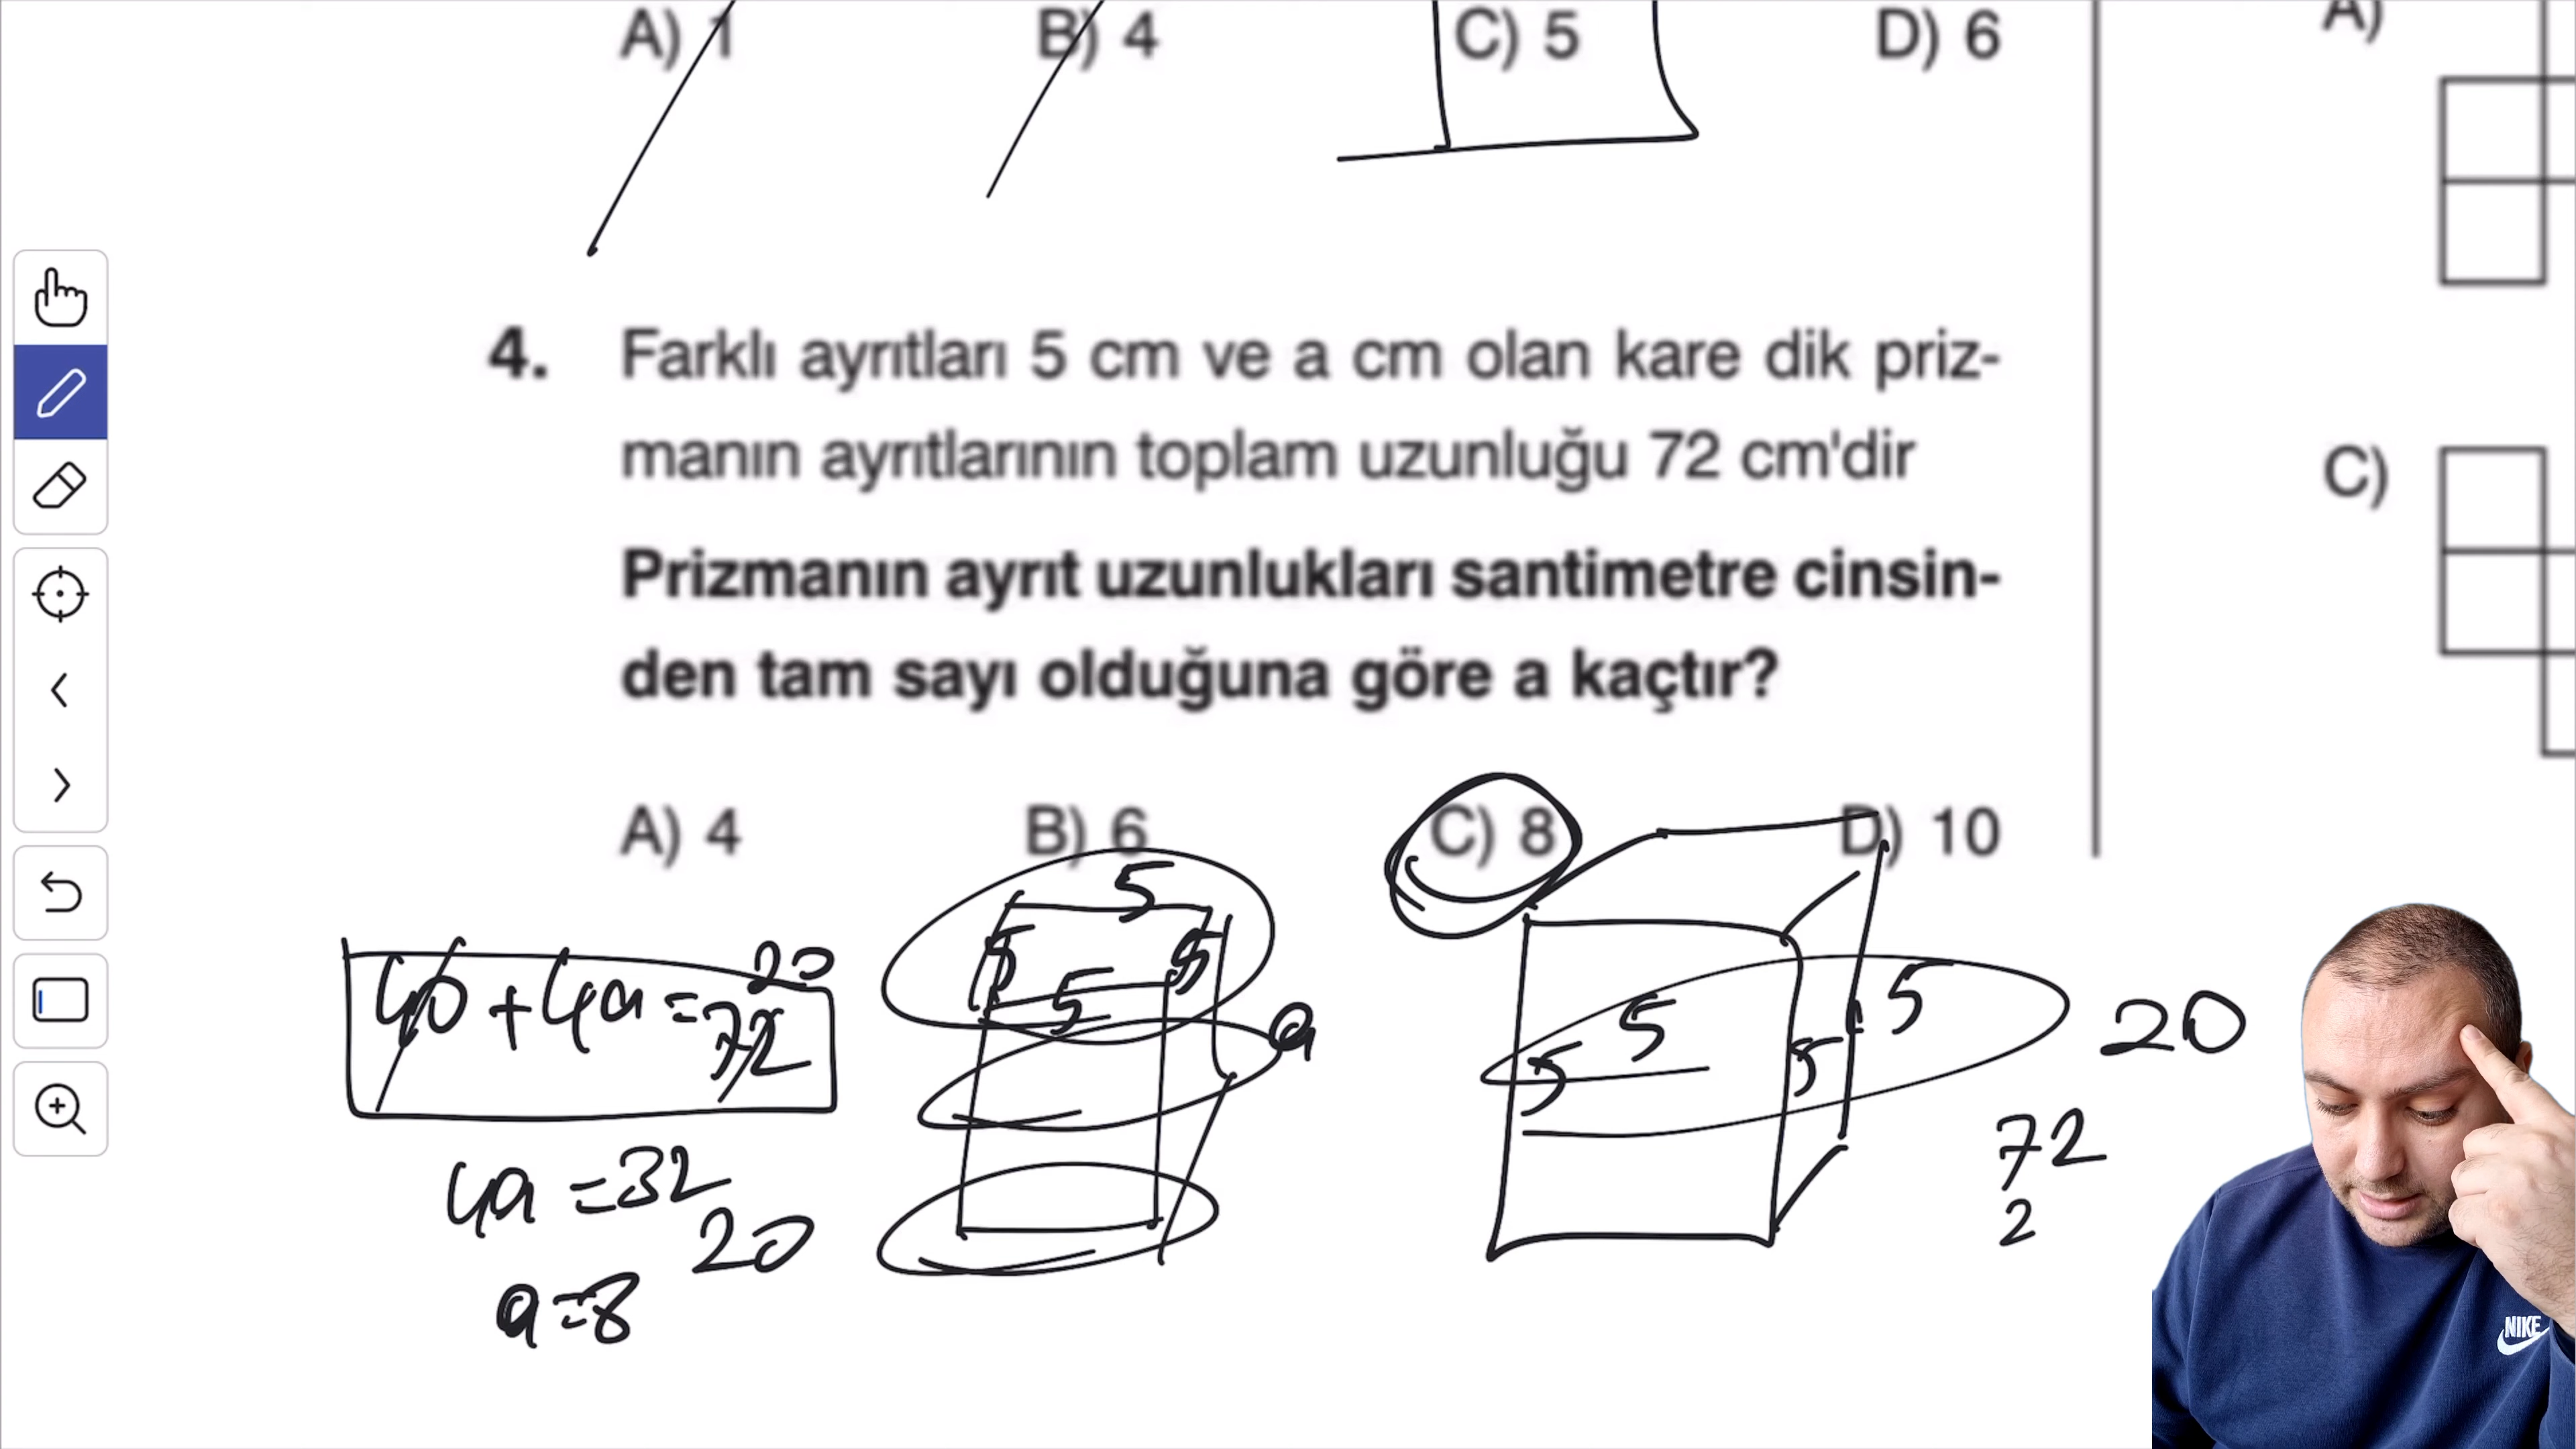 A) 1 B) 4 C) 5 D) 6
A)
4. Farklı ayrıtları 5 cm ve a cm olan kare dik priz-
manın ayrıtlarının toplam uzunluğu 72 cm'dir
C)
Prizmanın ayrıt uzunlukları santimetre cinsin-
den tam sayı olduğuna göre a kaçtır?
A) 4 B) 6 C) 8 D) 10
5
5 5
5
a
40 + 4a = 72
20
4a = 32
20
a = 8
5 5
5 5
20
72
2
NIKE